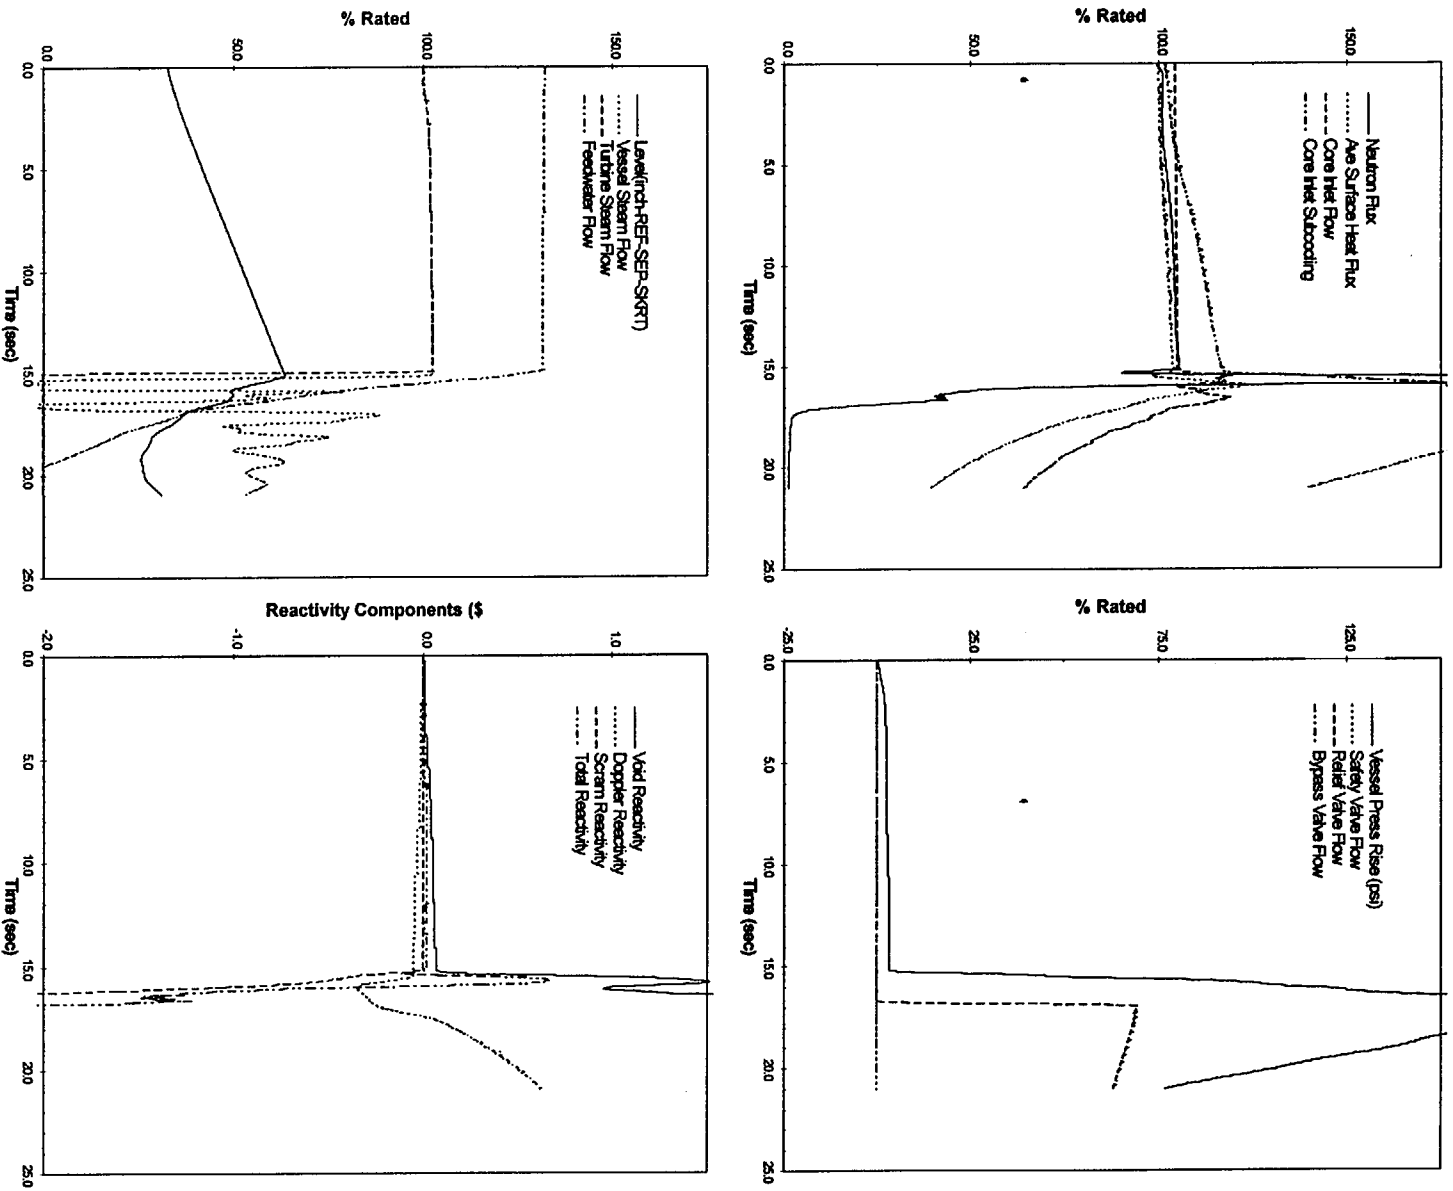 % Rated
150.0
100.0
50.0
0.0
Neutron Flux
Ave Surface Heat Flux
Core Inlet Flow
Core Inlet Subcooling
0.0 5.0 10.0 15.0 20.0 25.0
Time (sec)
% Rated
125.0
75.0
25.0
-25.0
Vessel Press Rise (psi)
Safety Valve Flow
Relief Valve Flow
Bypass Valve Flow
0.0 5.0 10.0 15.0 20.0 25.0
Time (sec)
% Rated
150.0
100.0
50.0
0.0
Level(inch-REF-SEP-SKRT)
Vessel Steam Flow
Turbine Steam Flow
Feedwater Flow
0.0 5.0 10.0 15.0 20.0 25.0
Time (sec)
Reactivity Components ($
1.0
0.0
-1.0
-2.0
Void Reactivity
Doppler Reactivity
Scram Reactivity
Total Reactivity
0.0 5.0 10.0 15.0 20.0 25.0
Time (sec)